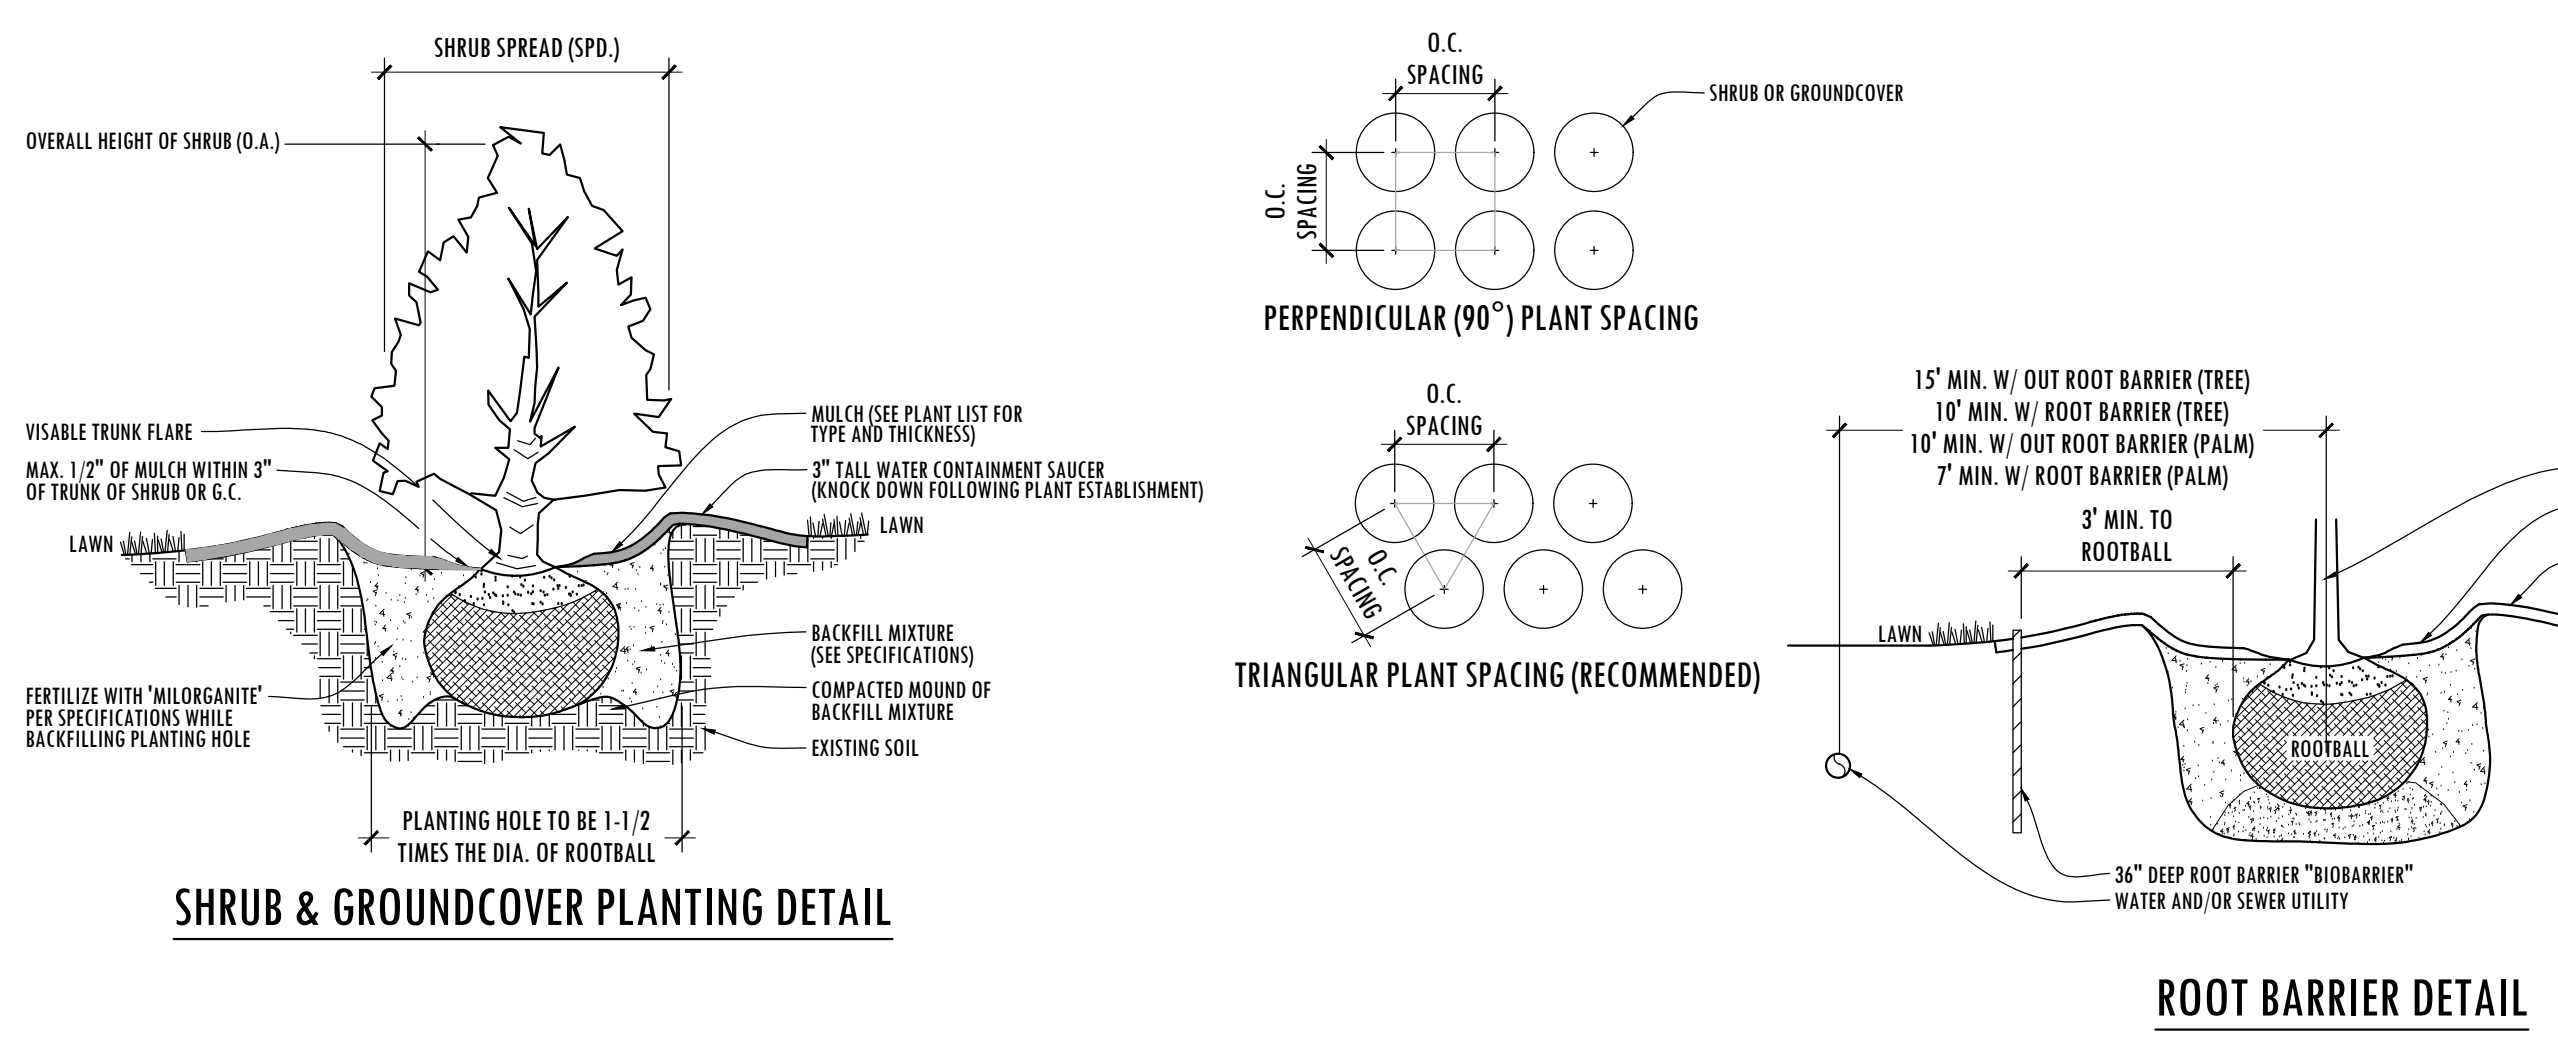 SHRUB SPREAD (SPD.)
OVERALL HEIGHT OF SHRUB (O.A.)
VISABLE TRUNK FLARE
MAX. 1/2" OF MULCH WITHIN 3"
OF TRUNK OF SHRUB OR G.C.
LAWN
MULCH (SEE PLANT LIST FOR
TYPE AND THICKNESS)
3" TALL WATER CONTAINMENT SAUCER
(KNOCK DOWN FOLLOWING PLANT ESTABLISHMENT)
LAWN
BACKFILL MIXTURE
(SEE SPECIFICATIONS)
COMPACTED MOUND OF
BACKFILL MIXTURE
EXISTING SOIL
FERTILIZE WITH 'MILORGANITE'
PER SPECIFICATIONS WHILE
BACKFILLING PLANTING HOLE
PLANTING HOLE TO BE 1-1/2
TIMES THE DIA. OF ROOTBALL
SHRUB & GROUNDCOVER PLANTING DETAIL
O.C.
SPACING
SHRUB OR GROUNDCOVER
O.C.
SPACING
PERPENDICULAR (90°) PLANT SPACING
O.C.
SPACING
O.C.
SPACING
TRIANGULAR PLANT SPACING (RECOMMENDED)
15' MIN. W/ OUT ROOT BARRIER (TREE)
10' MIN. W/ ROOT BARRIER (TREE)
10' MIN. W/ OUT ROOT BARRIER (PALM)
7' MIN. W/ ROOT BARRIER (PALM)
3' MIN. TO
ROOTBALL
LAWN
ROOTBALL
36" DEEP ROOT BARRIER "BIOBARRIER"
WATER AND/OR SEWER UTILITY
ROOT BARRIER DETAIL